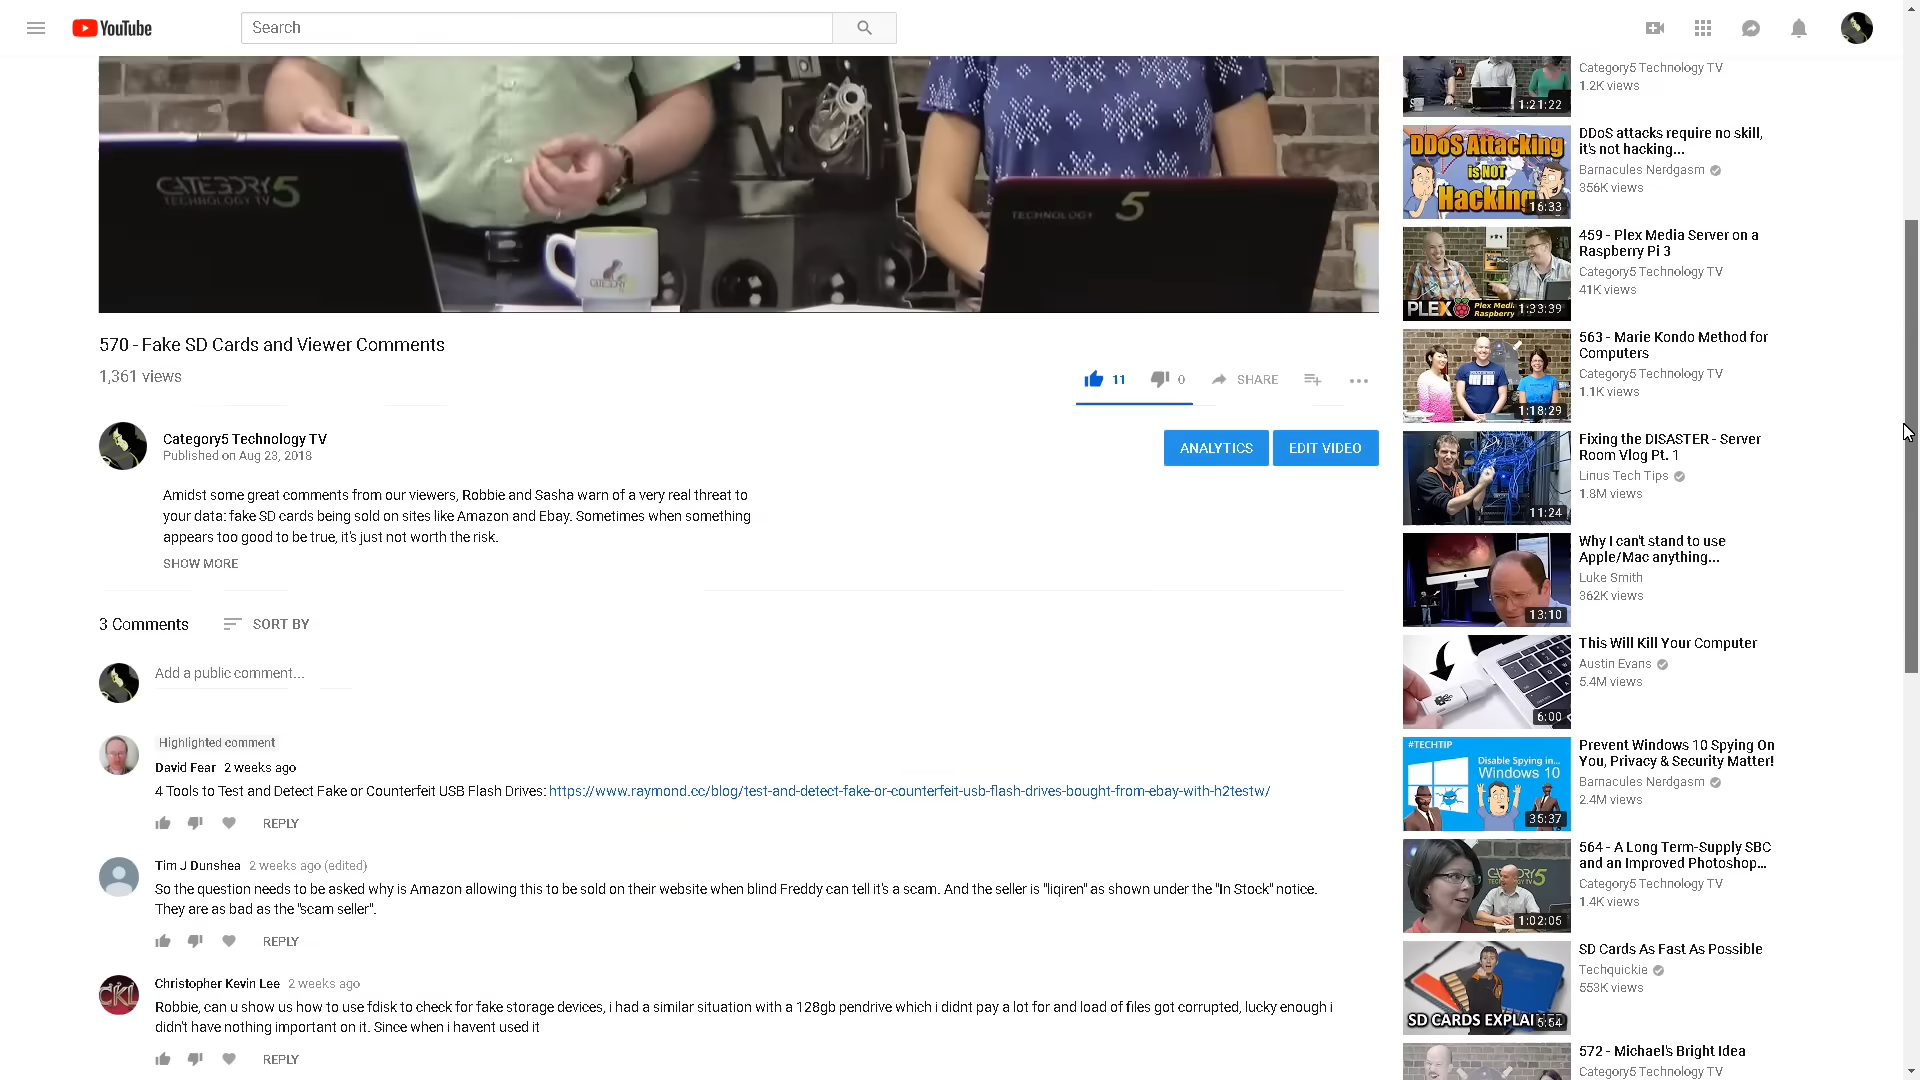 YouTube
Search
CATEGORY5
TECHNOLOGY TV
TECHNOLOGY 5
CATEGORY5
570 - Fake SD Cards and Viewer Comments
1,361 views
11
0
SHARE
Category5 Technology TV
Published on Aug 23, 2018
ANALYTICS
EDIT VIDEO
Amidst some great comments from our viewers, Robbie and Sasha warn of a very real threat to
your data: fake SD cards being sold on sites like Amazon and Ebay. Sometimes when something
appears too good to be true, it's just not worth the risk.
SHOW MORE
3 Comments
SORT BY
Add a public comment...
Highlighted comment
David Fear 2 weeks ago
4 Tools to Test and Detect Fake or Counterfeit USB Flash Drives: https://www.raymond.cc/blog/test-and-detect-fake-or-counterfeit-usb-flash-drives-bought-from-ebay-with-h2testw/
REPLY
Tim J Dunshea 2 weeks ago (edited)
So the question needs to be asked why is Amazon allowing this to be sold on their website when blind Freddy can tell it's a scam. And the seller is "liqiren" as shown under the "In Stock" notice.
They are as bad as the "scam seller".
REPLY
CKL
Christopher Kevin Lee 2 weeks ago
Robbie, can u show us how to use fdisk to check for fake storage devices, i had a similar situation with a 128gb pendrive which i didnt pay a lot for and load of files got corrupted, lucky enough i
didn't have nothing important on it. Since when i havent used it
REPLY
1:21:22
Category5 Technology TV
1.2K views
DDoS Attacking
is NOT
Hacking
16:33
DDoS attacks require no skill,
it's not hacking...
Barnacules Nerdgasm
356K views
PLEX
Plex Medi
Raspberry
1:33:39
459 - Plex Media Server on a
Raspberry Pi 3
Category5 Technology TV
41K views
1:18:29
563 - Marie Kondo Method for
Computers
Category5 Technology TV
1.1K views
11:24
Fixing the DISASTER - Server
Room Vlog Pt. 1
Linus Tech Tips
1.8M views
13:10
Why I can't stand to use
Apple/Mac anything...
Luke Smith
362K views
6:00
This Will Kill Your Computer
Austin Evans
5.4M views
#TECHTIP
Disable Spying in...
Windows 10
35:37
Prevent Windows 10 Spying On
You, Privacy & Security Matter!
Barnacules Nerdgasm
2.4M views
CATEGORY5
1:02:05
564 - A Long Term-Supply SBC
and an Improved Photoshop...
Category5 Technology TV
1.4K views
SD CARDS EXPLAI
5:54
SD Cards As Fast As Possible
Techquickie
553K views
572 - Michael's Bright Idea
Category5 Technology TV